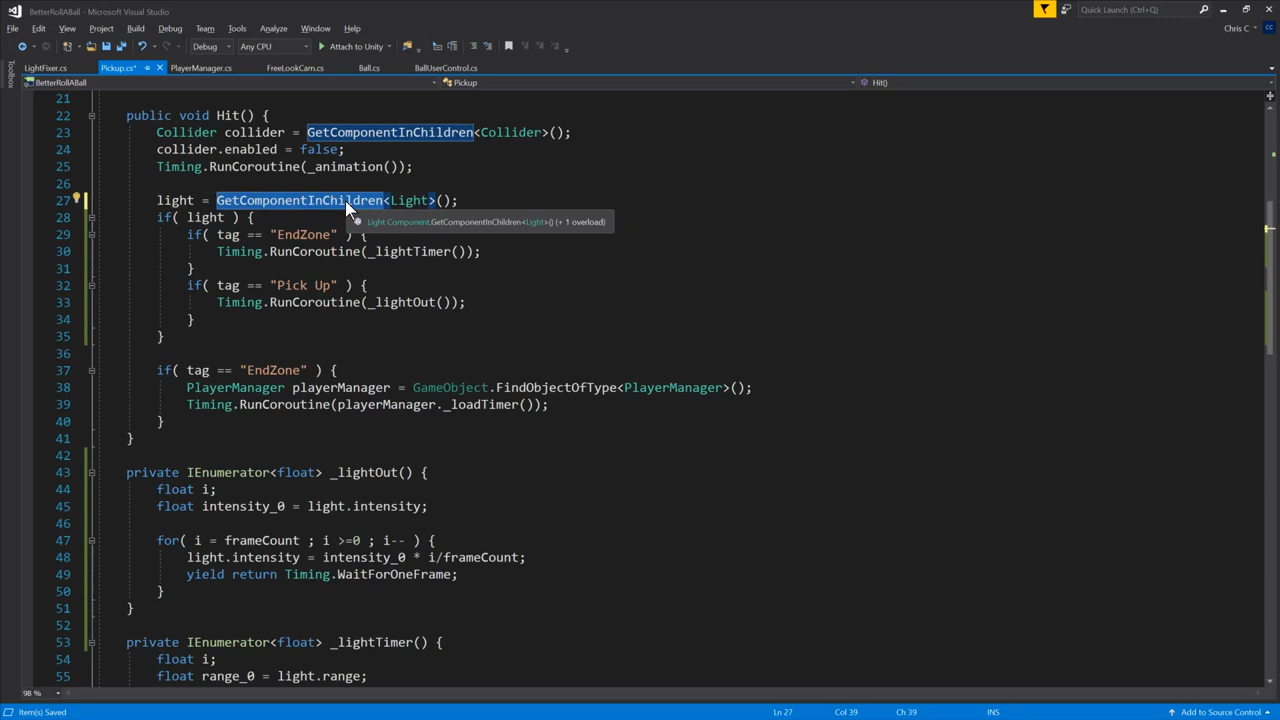 BetterRollABall - Microsoft Visual Studio
Quick Launch (Ctrl+Q)
File Edit View Project Build Debug Team Tools Analyze Window Help
Chris C
CC
Debug Any CPU Attach to Unity
Toolbox
LightFixer.cs Pickup.cs* PlayerManager.cs FreeLookCam.cs Ball.cs BallUserControl.cs
BetterRollABall Pickup Hit()
21
22 public void Hit() {
23 Collider collider = GetComponentInChildren<Collider>();
24 collider.enabled = false;
25 Timing.RunCoroutine(_animation());
26
27 light = GetComponentInChildren<Light>();
Light Component.GetComponentInChildren<Light>() (+ 1 overload)
28 if( light ) {
29 if( tag == "EndZone" ) {
30 Timing.RunCoroutine(_lightTimer());
31 }
32 if( tag == "Pick Up" ) {
33 Timing.RunCoroutine(_lightOut());
34 }
35 }
36
37 if( tag == "EndZone" ) {
38 PlayerManager playerManager = GameObject.FindObjectOfType<PlayerManager>();
39 Timing.RunCoroutine(playerManager._loadTimer());
40 }
41 }
42
43 private IEnumerator<float> _lightOut() {
44 float i;
45 float intensity_0 = light.intensity;
46
47 for( i = frameCount ; i >=0 ; i-- ) {
48 light.intensity = intensity_0 * i/frameCount;
49 yield return Timing.WaitForOneFrame;
50 }
51 }
52
53 private IEnumerator<float> _lightTimer() {
54 float i;
55 float range_0 = light.range;
98 %
Item(s) Saved Ln 27 Col 39 Ch 39 INS Add to Source Control